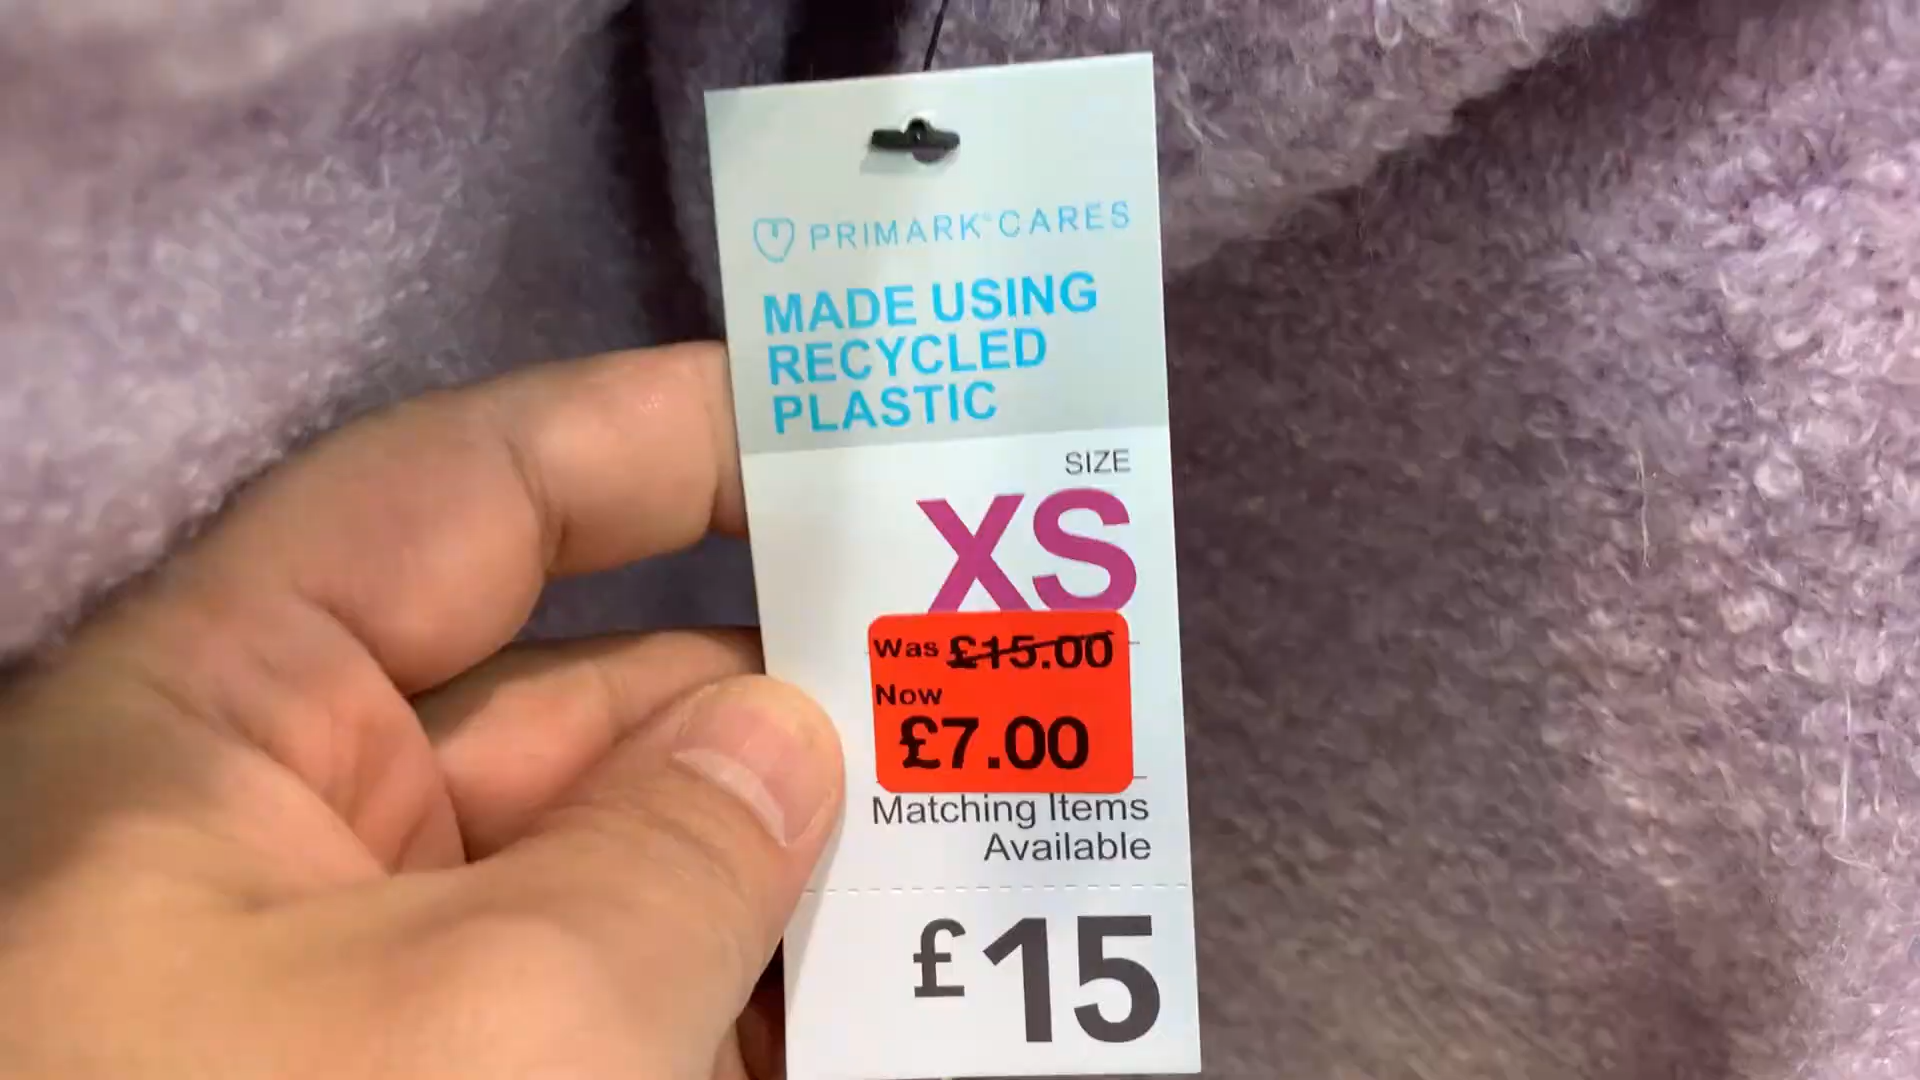 PRIMARK® CARES
MADE USING
RECYCLED
PLASTIC
SIZE
XS
Was £15.00
Now
£7.00
Matching Items
Available
£15